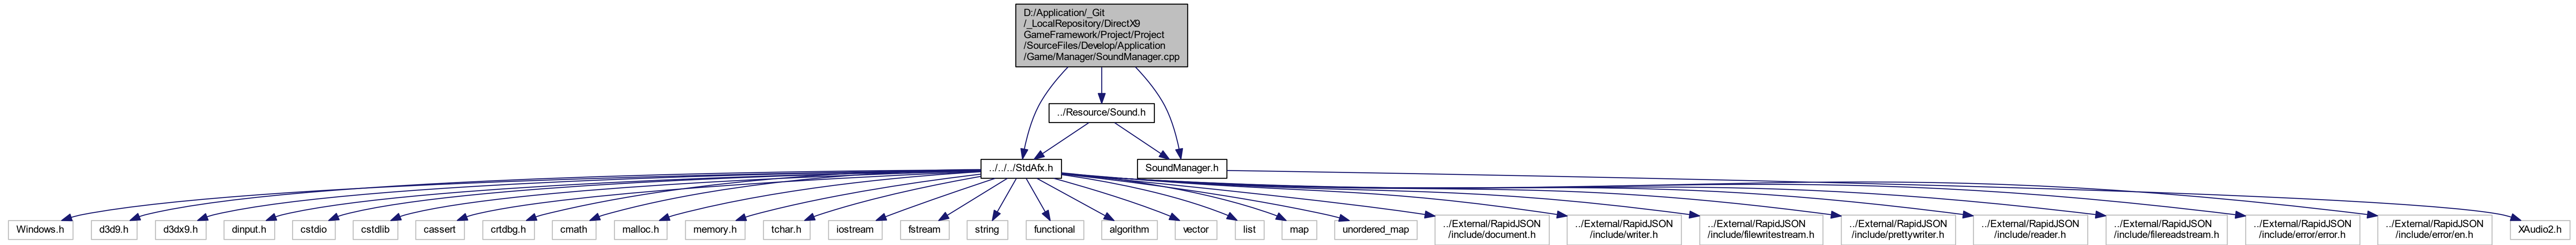 D:/Application/_Git
/_LocalRepository/DirectX9
GameFramework/Project/Project
/SourceFiles/Develop/Application
/Game/Manager/SoundManager.cpp
../Resource/Sound.h
../../../StdAfx.h
SoundManager.h
Windows.h
d3d9.h
d3dx9.h
dinput.h
cstdio
cstdlib
cassert
crtdbg.h
cmath
malloc.h
memory.h
tchar.h
iostream
fstream
string
functional
algorithm
vector
list
map
unordered_map
../External/RapidJSON
/include/document.h
../External/RapidJSON
/include/writer.h
../External/RapidJSON
/include/filewritestream.h
../External/RapidJSON
/include/prettywriter.h
../External/RapidJSON
/include/reader.h
../External/RapidJSON
/include/filereadstream.h
../External/RapidJSON
/include/error/error.h
../External/RapidJSON
/include/error/en.h
XAudio2.h